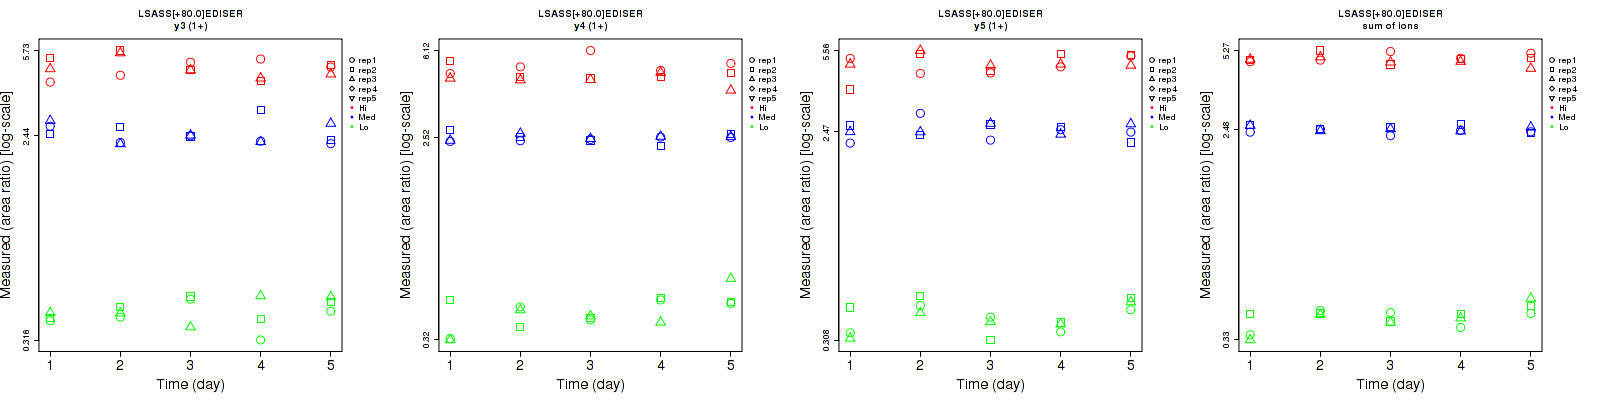 LSASS[+80.0]EDISER
y3 (1+)
Measured (area ratio) [log-scale]
5.73
2.44
0.316
1 2 3 4 5
Time (day)
rep1
rep2
rep3
rep4
rep5
Hi
Med
Lo
LSASS[+80.0]EDISER
y4 (1+)
Measured (area ratio) [log-scale]
6.12
2.52
0.32
1 2 3 4 5
Time (day)
rep1
rep2
rep3
rep4
rep5
Hi
Med
Lo
LSASS[+80.0]EDISER
y5 (1+)
Measured (area ratio) [log-scale]
5.56
2.47
0.308
1 2 3 4 5
Time (day)
rep1
rep2
rep3
rep4
rep5
Hi
Med
Lo
LSASS[+80.0]EDISER
sum of ions
Measured (area ratio) [log-scale]
5.27
2.48
0.33
1 2 3 4 5
Time (day)
rep1
rep2
rep3
rep4
rep5
Hi
Med
Lo